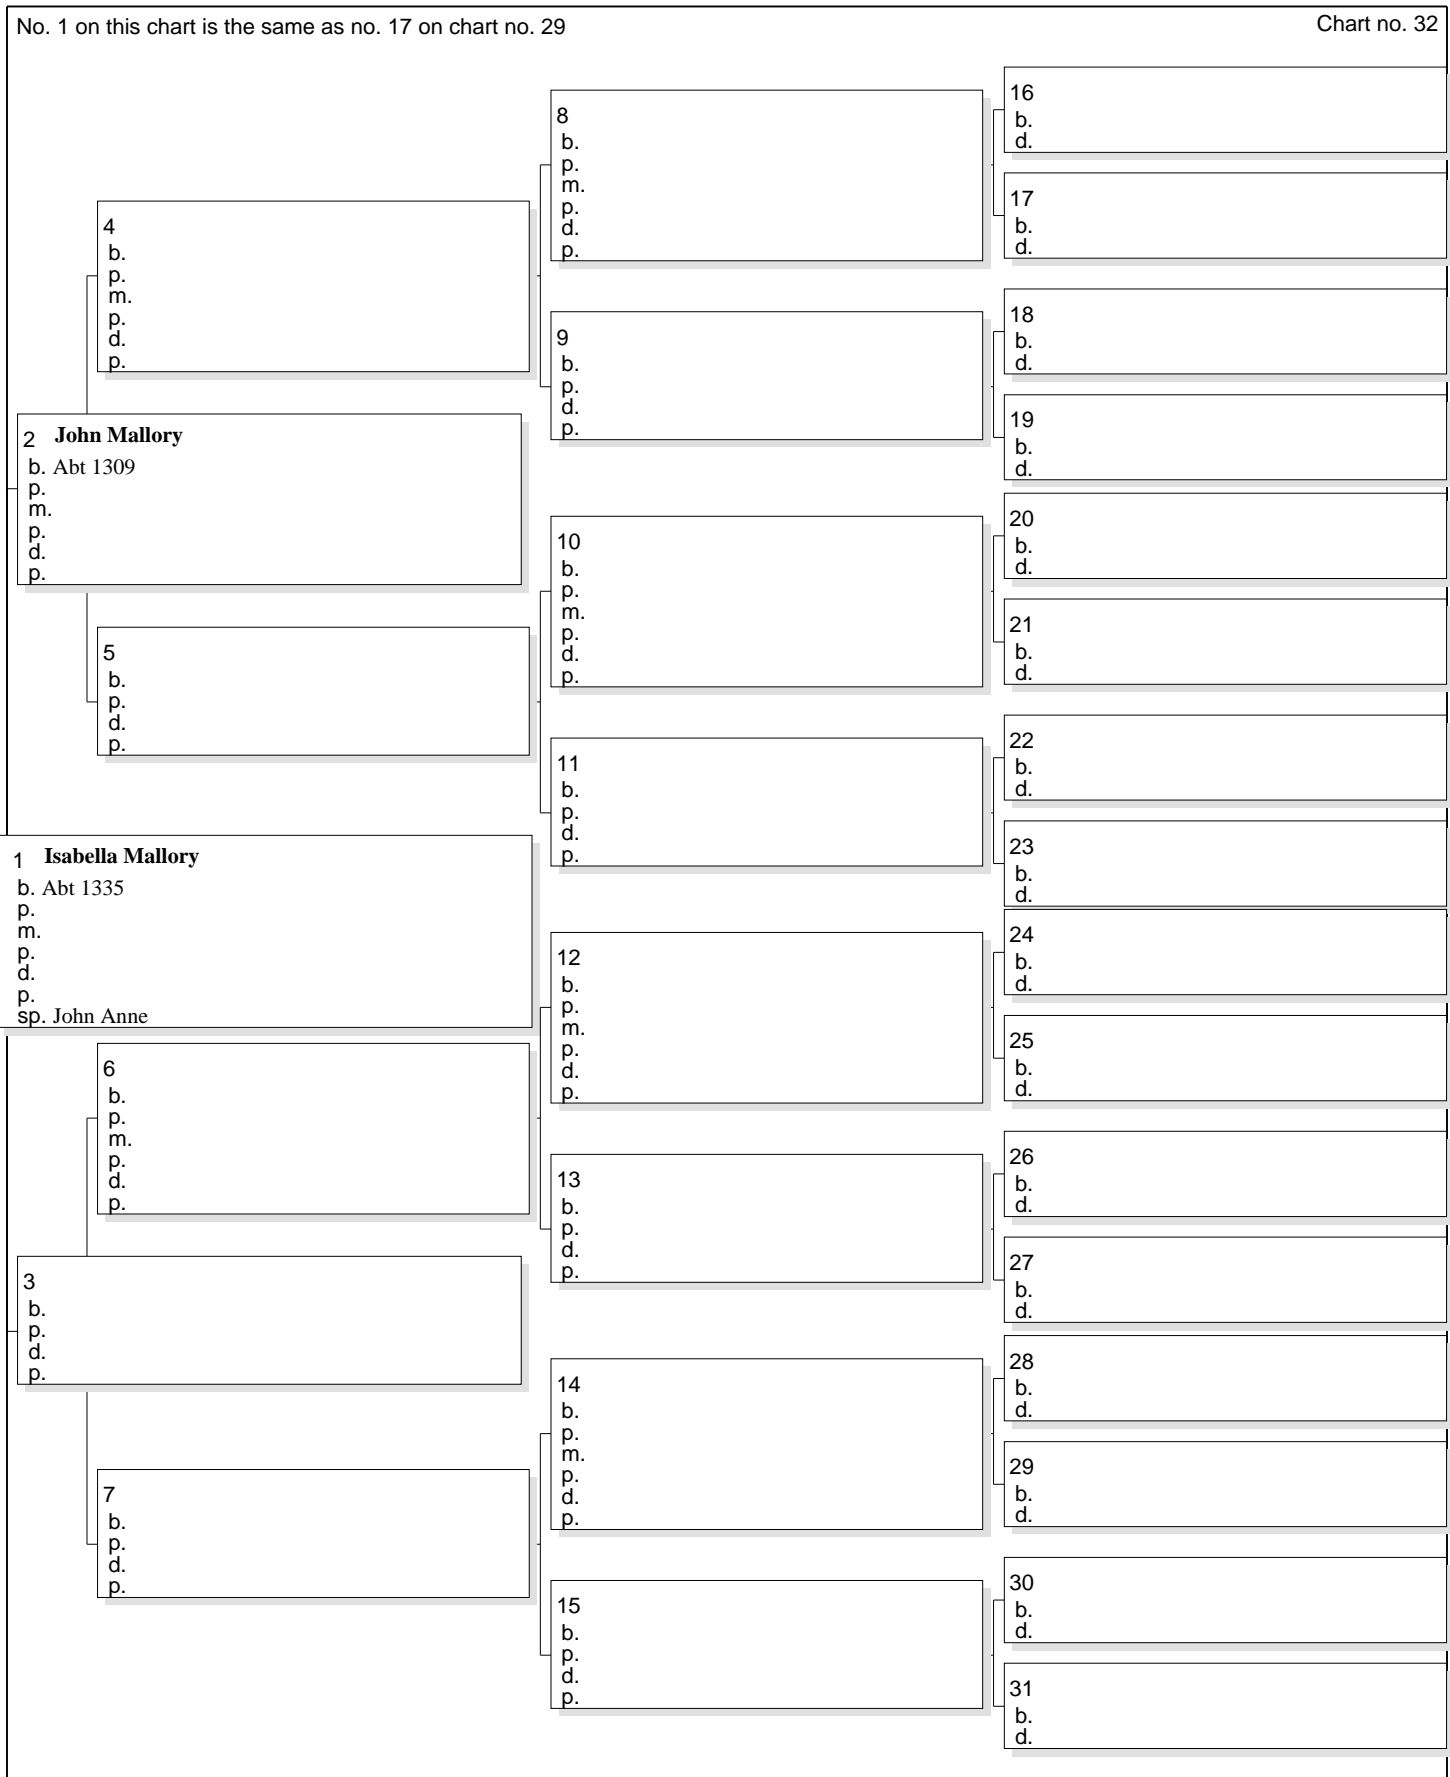 No. 1 on this chart is the same as no. 17 on chart no. 29
Chart no. 32
2 John Mallory
b. Abt 1309
p.
m.
p.
d.
p.
1 Isabella Mallory
b. Abt 1335
p.
m.
p.
d.
p.
sp. John Anne
3
b.
p.
d.
p.
4
b.
p.
m.
p.
d.
p.
5
b.
p.
d.
p.
6
b.
p.
m.
p.
d.
p.
7
b.
p.
d.
p.
8
b.
p.
m.
p.
d.
p.
9
b.
p.
d.
p.
10
b.
p.
m.
p.
d.
p.
11
b.
p.
d.
p.
12
b.
p.
m.
p.
d.
p.
13
b.
p.
d.
p.
14
b.
p.
m.
p.
d.
p.
15
b.
p.
d.
p.
16
b.
d.
17
b.
d.
18
b.
d.
19
b.
d.
20
b.
d.
21
b.
d.
22
b.
d.
23
b.
d.
24
b.
d.
25
b.
d.
26
b.
d.
27
b.
d.
28
b.
d.
29
b.
d.
30
b.
d.
31
b.
d.